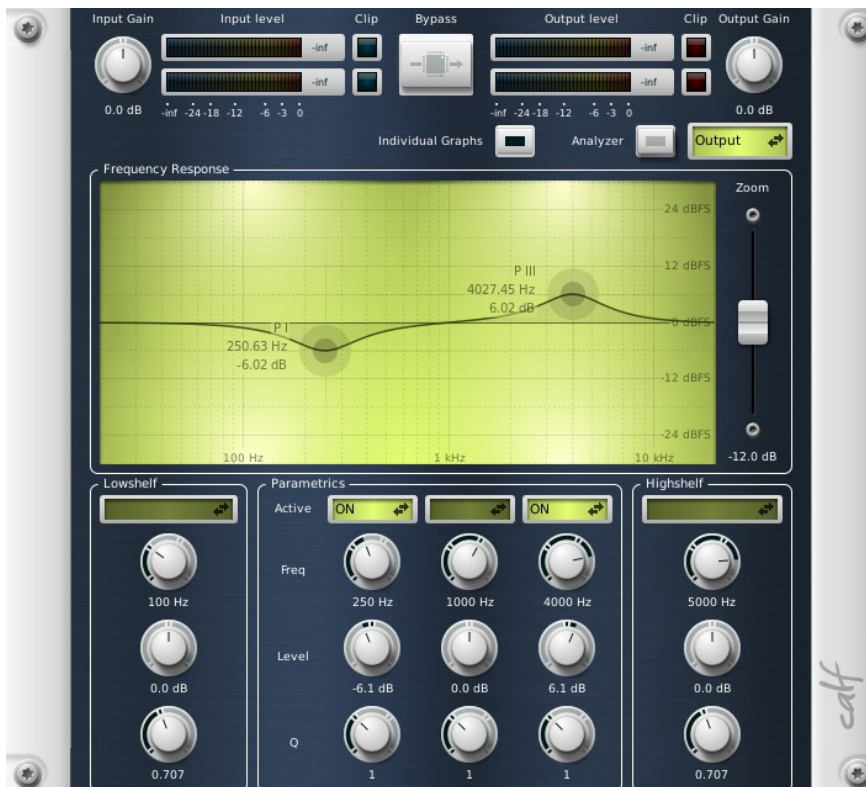 Input Gain Input level Clip Bypass Output level Clip Output Gain
-inf -inf
-inf -inf
0.0 dB -inf -24 -18 -12 -6 -3 0 -inf -24 -18 -12 -6 -3 0 0.0 dB
Individual Graphs Analyzer Output
Frequency Response
Zoom
24 dBFS
12 dBFS
P III
4027.45 Hz
6.02 dB
0 dBFS
P I
250.63 Hz
-6.02 dB
-12 dBFS
-24 dBFS
100 Hz 1 kHz 10 kHz -12.0 dB
Lowshelf Parametrics Highshelf
Active ON ON
Freq
100 Hz 250 Hz 1000 Hz 4000 Hz 5000 Hz
Level
0.0 dB -6.1 dB 0.0 dB 6.1 dB 0.0 dB
Q
0.707 1 1 1 0.707
calf